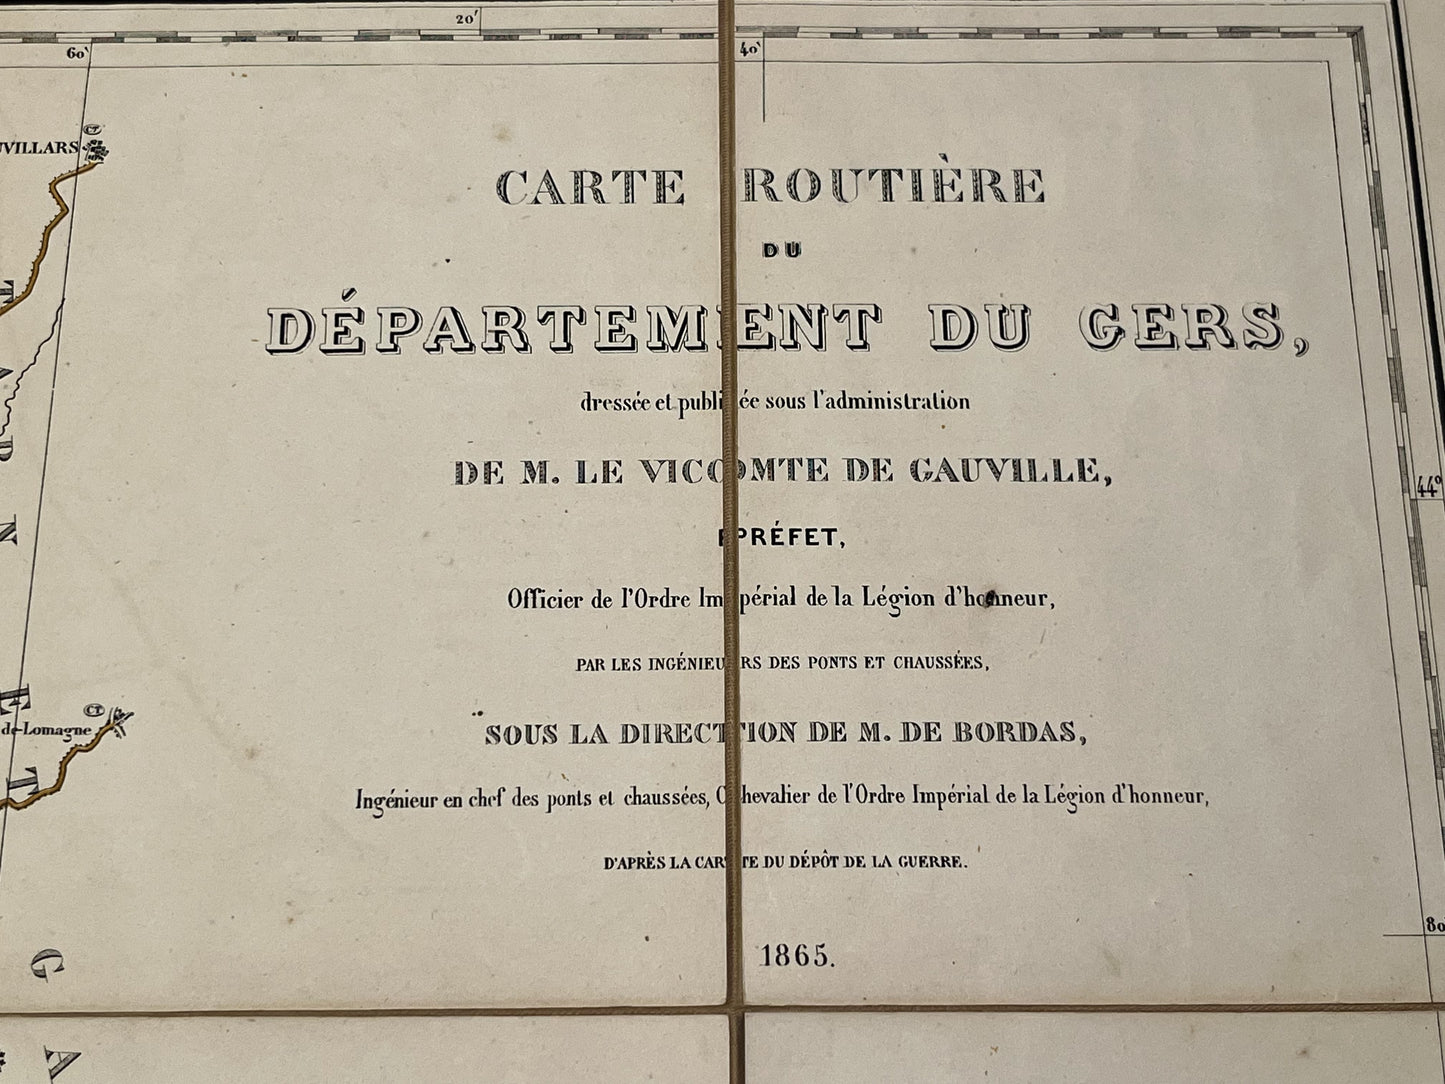 20'
60'
40'
VILLARS
CT
CARTE ROUTIÈRE
DU
DÉPARTEMENT DU GERS,
dressée et publiée sous l'administration
DE M. LE VICOMTE DE GAUVILLE,
44°
PRÉFET,
Officier de l'Ordre Impérial de la Légion d'honneur,
PAR LES INGÉNIEURS DES PONTS ET CHAUSSÉES,
CT
de-Lomagne
SOUS LA DIRECTION DE M. DE BORDAS,
Ingénieur en chef des ponts et chaussées, Chevalier de l'Ordre Impérial de la Légion d'honneur,
D'APRÈS LA CARTE DU DÉPÔT DE LA GUERRE.
80
1865.
T
A
R
N
E
T
G
A